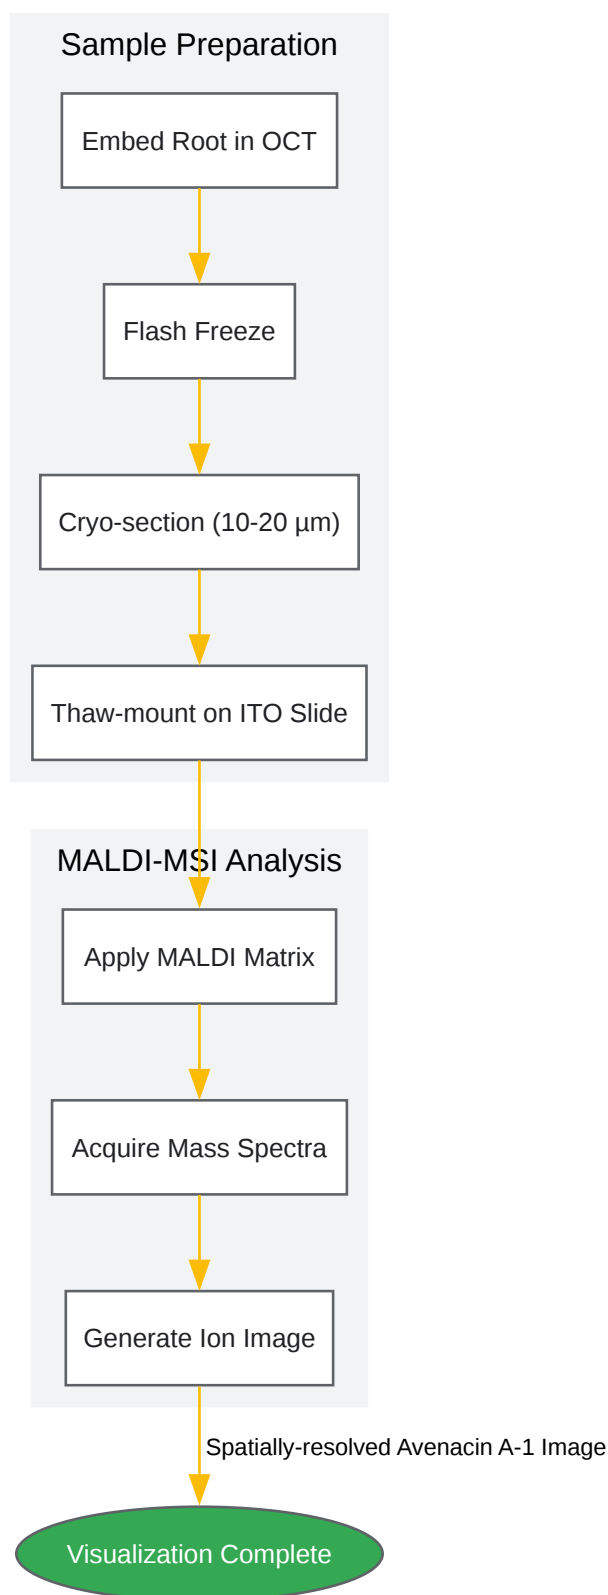 Sample Preparation
Embed Root in OCT
Flash Freeze
Cryo-section (10-20 µm)
Thaw-mount on ITO Slide
MALDI-MSI Analysis
Apply MALDI Matrix
Acquire Mass Spectra
Generate Ion Image
Spatially-resolved Avenacin A-1 Image
Visualization Complete